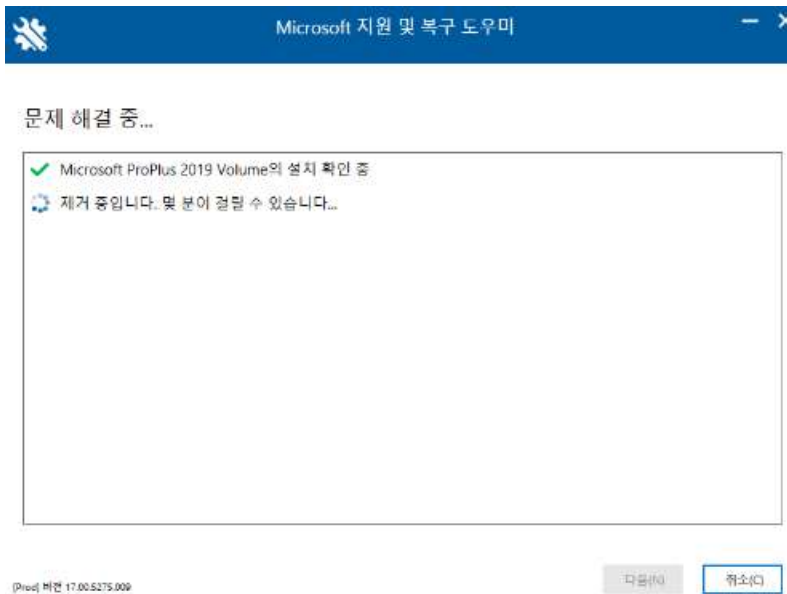 Microsoft 지원 및 복구 도우미
문제 해결 중...
Microsoft ProPlus 2019 Volume의 설치 확인 중
제거 중입니다. 몇 분이 걸릴 수 있습니다...
[Prod] 버전 17.00.5275.009
다음(N)
취소(C)